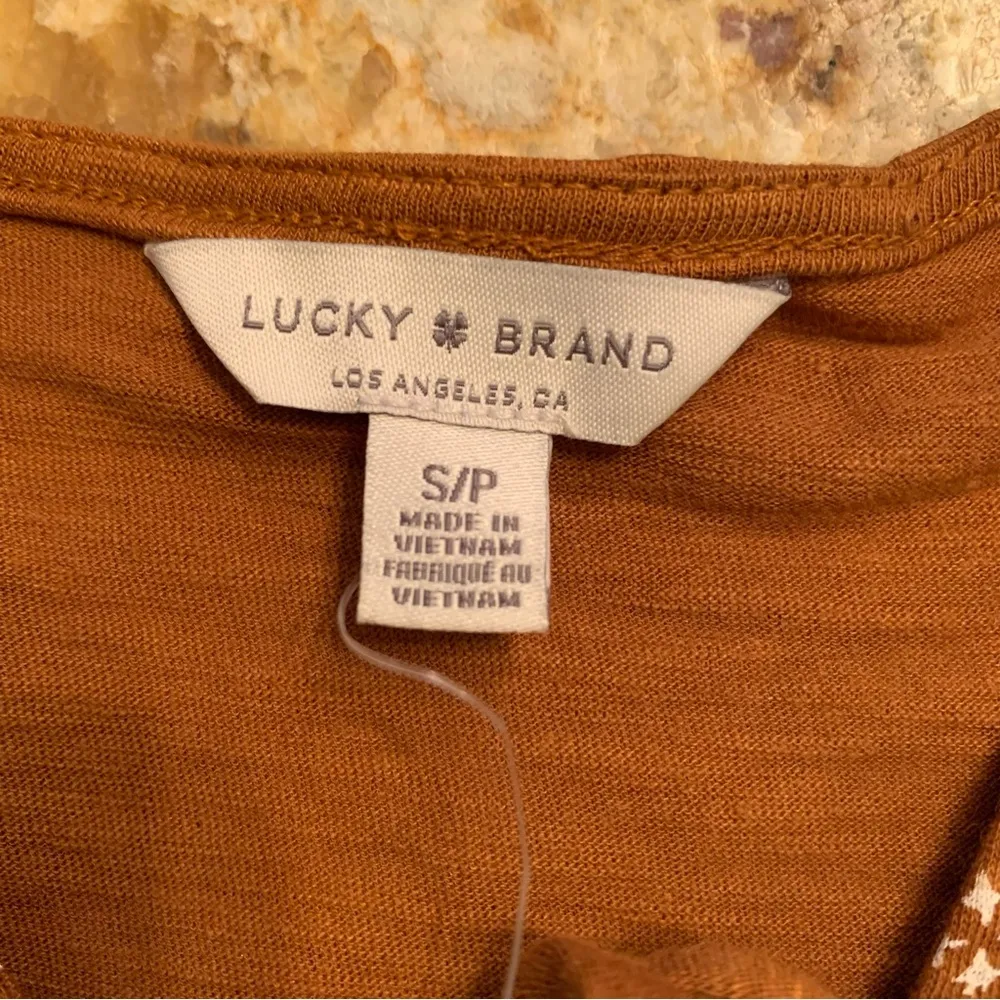 LUCKY BRAND
LOS ANGELES, CA
S/P
MADE IN
VIETNAM
FABRIQUÉ AU
VIETNAM